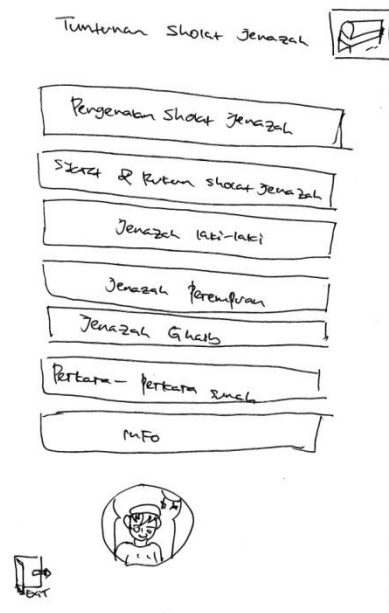 Tuntunan Sholat Jenazah
Pengenalan Sholat Jenazah
Syarat & Rukun Sholat Jenazah
Jenazah laki-laki
Jenazah Perempuan
Jenazah Ghaib
Perkara - Perkara sunah
InFo
EXIT